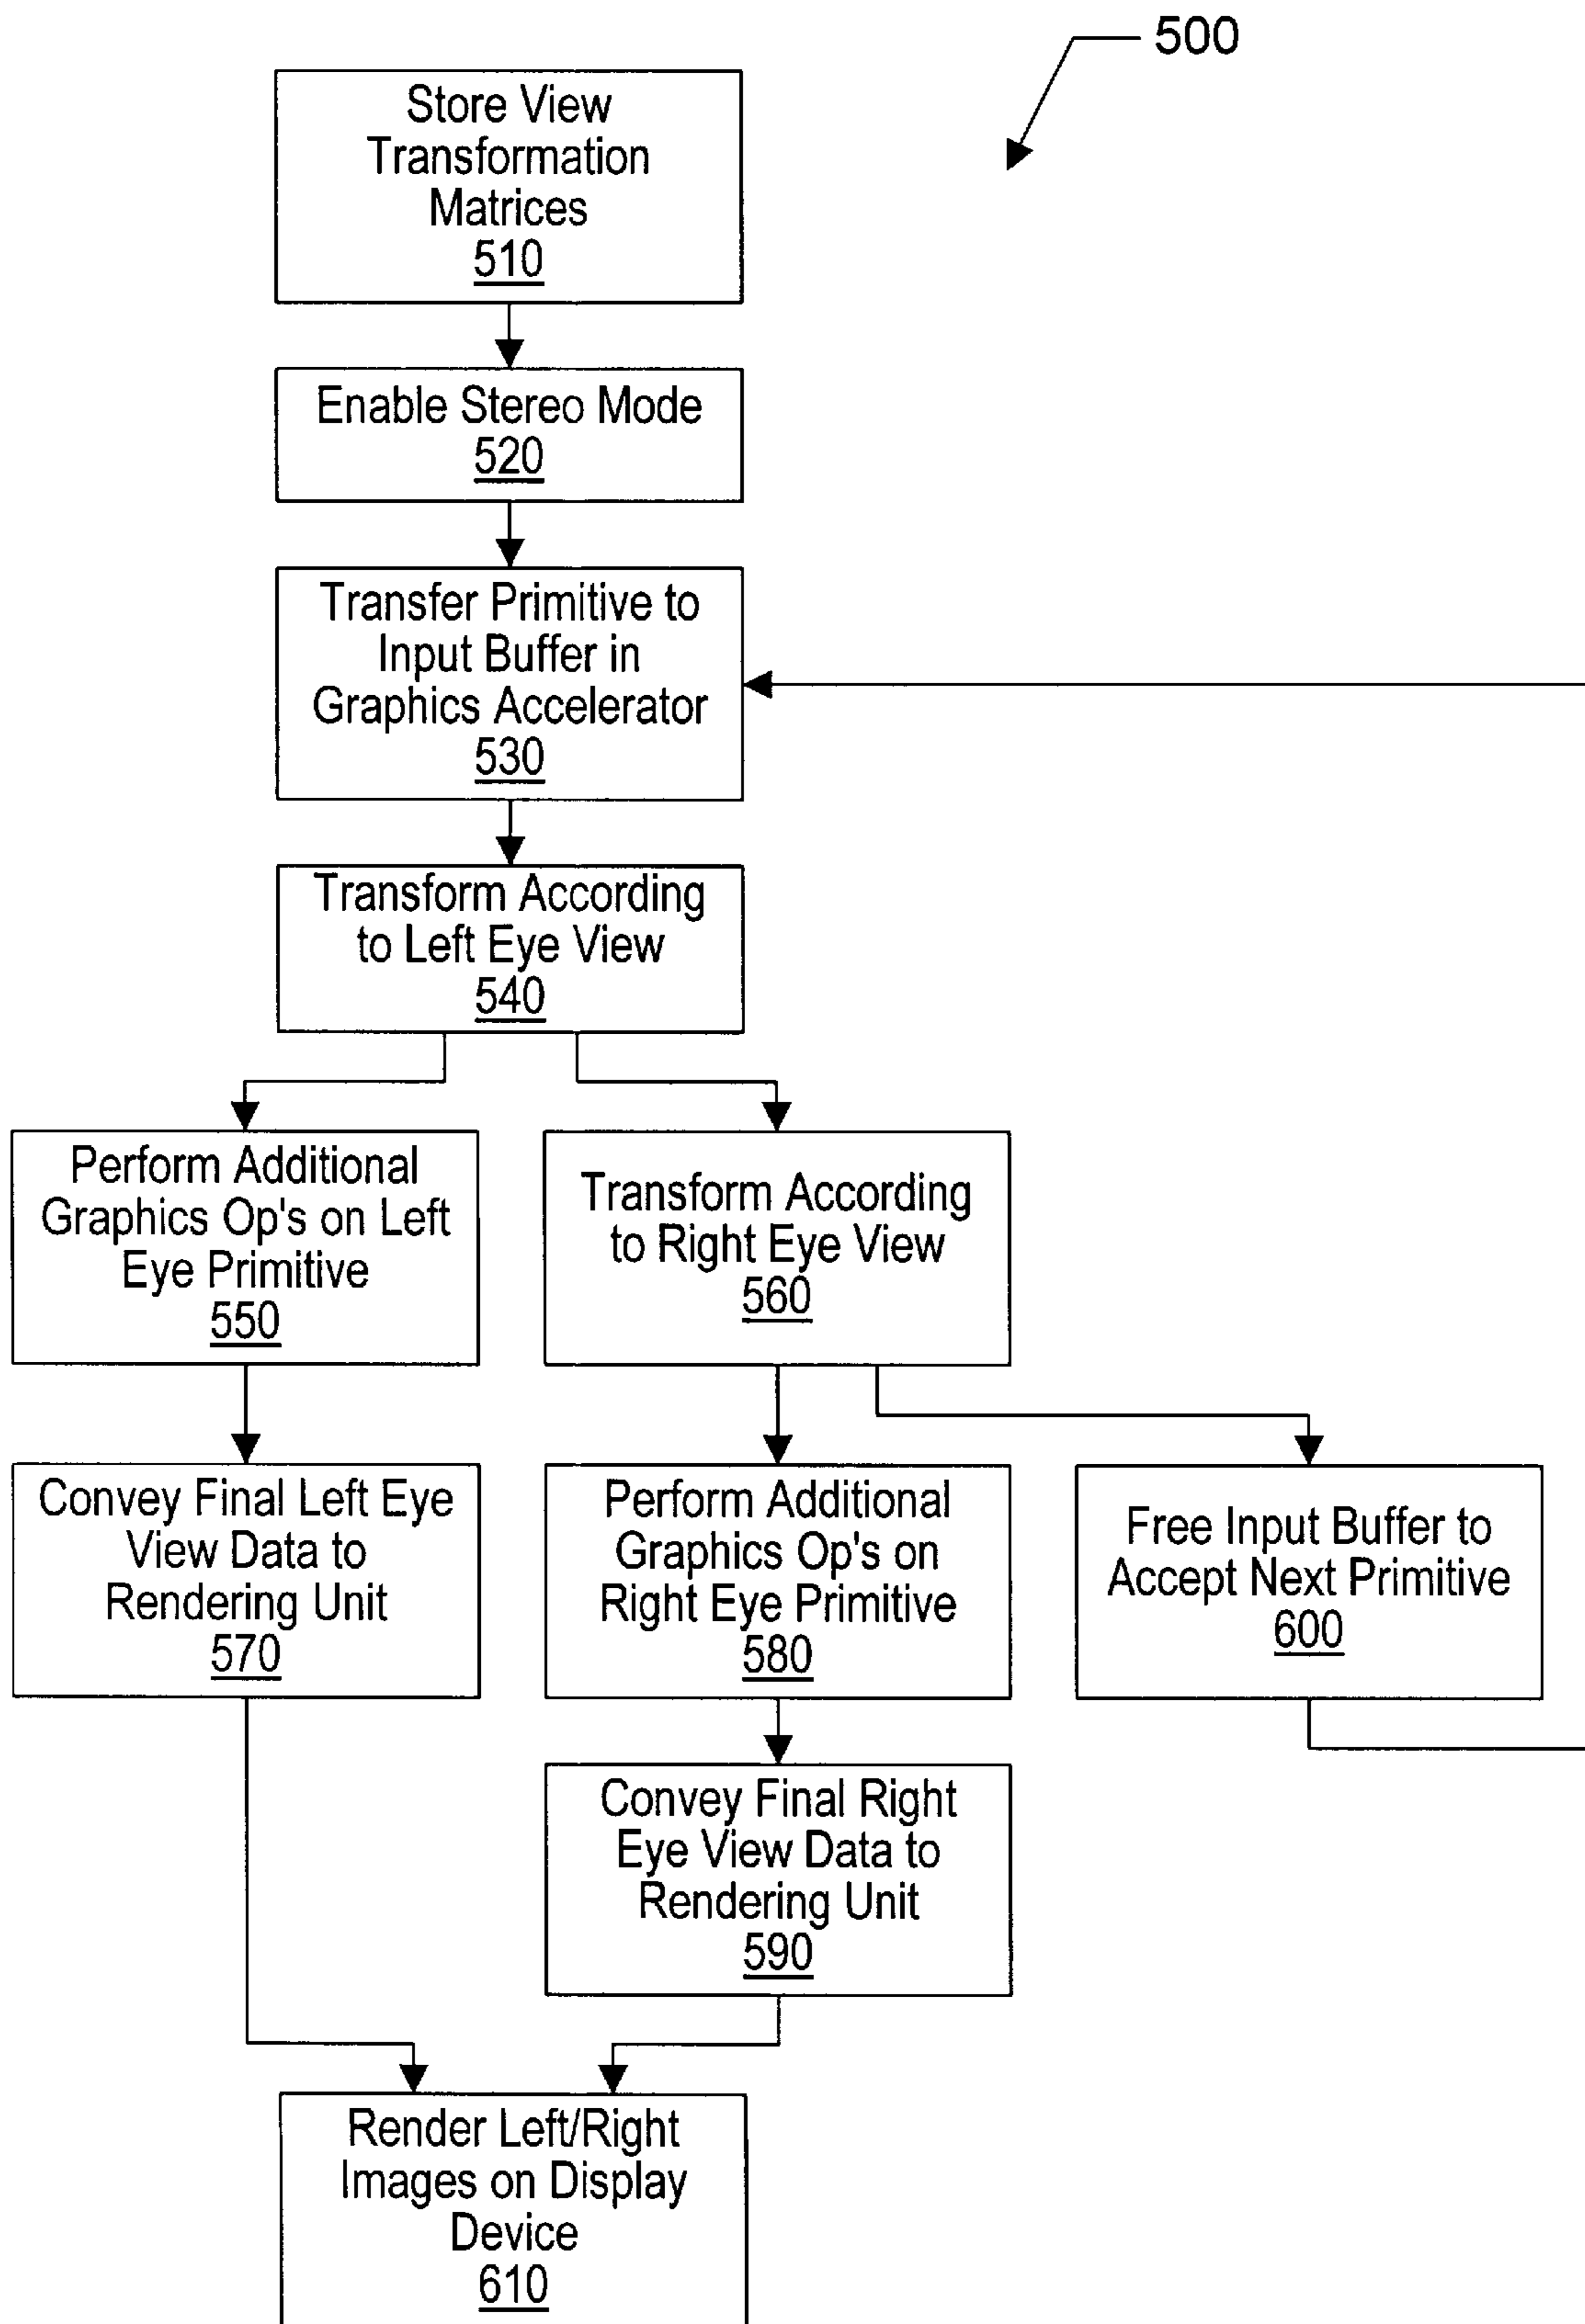 500
Store View
Transformation
Matrices
510
Enable Stereo Mode
520
Transfer Primitive to
Input Buffer in
Graphics Accelerator
530
Transform According
to Left Eye View
540
Perform Additional
Graphics Op's on Left
Eye Primitive
550
Transform According
to Right Eye View
560
Convey Final Left Eye
View Data to
Rendering Unit
570
Perform Additional
Graphics Op's on
Right Eye Primitive
580
Free Input Buffer to
Accept Next Primitive
600
Convey Final Right
Eye View Data to
Rendering Unit
590
Render Left/Right
Images on Display
Device
610